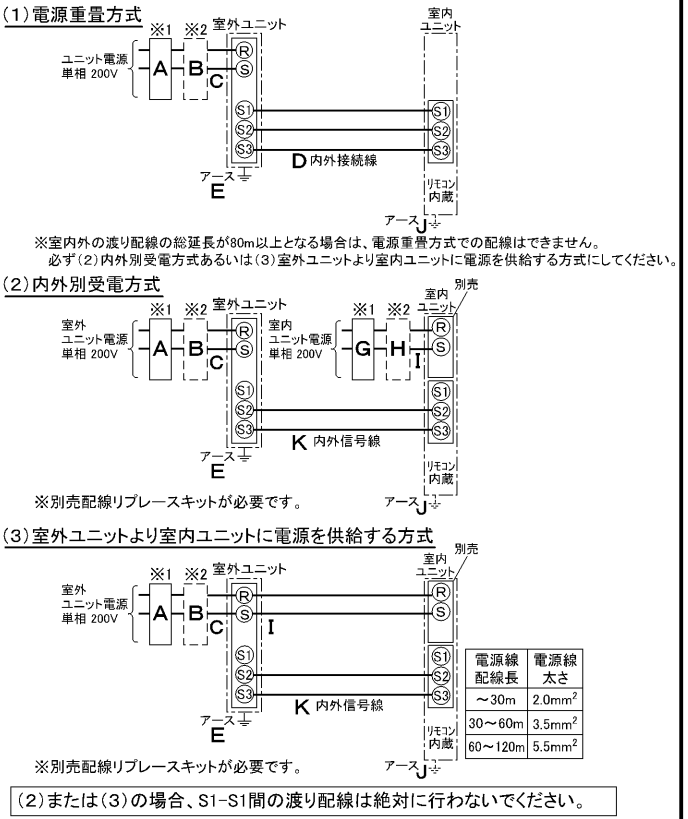 (1)電源重畳方式
※1 ※2 室外ユニット
室内
ユニット
ユニット電源
単相 200V
A B C
R
S
S1 S1
S2 S2
S3 S3
D 内外接続線
リモコン
内蔵
アース
E
アース J
※室内外の渡り配線の総延長が80m以上となる場合は、電源重畳方式での配線はできません。
必ず(2)内外別受電方式あるいは(3)室外ユニットより室内ユニットに電源を供給する方式にしてください。
(2)内外別受電方式
別売
※1 ※2 室外ユニット ※1 ※2
室内
ユニット
室外
ユニット電源
単相 200V
A B C
R
S
室内
ユニット電源
単相 200V
G H I
R
S
S1 S1
S2 S2
S3 S3
K 内外信号線
リモコン
内蔵
アース
E
アース J
※別売配線リプレースキットが必要です。
(3)室外ユニットより室内ユニットに電源を供給する方式
別売
※1 ※2 室外ユニット
室内
ユニット
室外
ユニット電源
単相 200V
A B C
R R
S I S
S1 S1
S2 S2
S3 S3
K 内外信号線
リモコン
内蔵
アース
E
アース J
電源線 電源線
配線長 太さ
~30m 2.0mm²
30~60m 3.5mm²
60~120m 5.5mm²
※別売配線リプレースキットが必要です。
(2)または(3)の場合、S1-S1間の渡り配線は絶対に行わないでください。